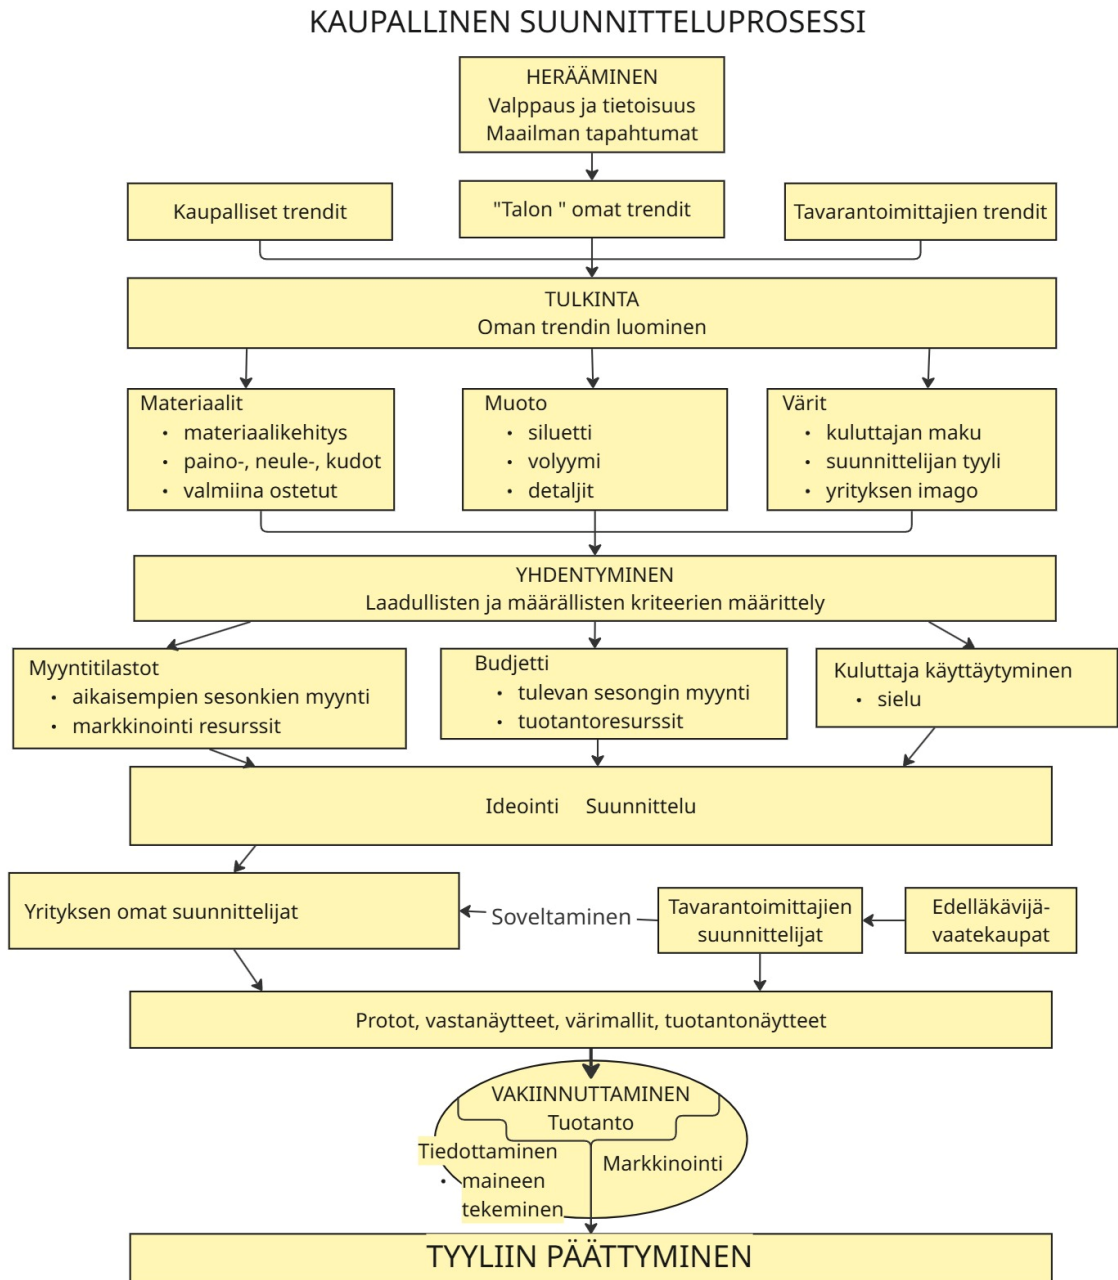 KAUPALLINEN SUUNNITTELUPROSESSI
HERÄÄMINEN
Valppaus ja tietoisuus
Maailman tapahtumat
Kaupalliset trendit
"Talon " omat trendit
Tavarantoimittajien trendit
TULKINTA
Oman trendin luominen
Materiaalit
• materiaalikehitys
• paino-, neule-, kudot
• valmiina ostetut
Muoto
• siluetti
• volyymi
• detaljit
Värit
• kuluttajan maku
• suunnittelijan tyyli
• yrityksen imago
YHDENTYMINEN
Laadullisten ja määrällisten kriteerien määrittely
Myyntitilastot
• aikaisempien sesonkien myynti
• markkinointi resurssit
Budjetti
• tulevan sesongin myynti
• tuotantoresurssit
Kuluttaja käyttäytyminen
• sielu
Ideointi Suunnittelu
Yrityksen omat suunnittelijat
Soveltaminen
Tavarantoimittajien
suunnittelijat
Edelläkävijä-
vaatekaupat
Protot, vastanäytteet, värimallit, tuotantonäytteet
VAKIINNUTTAMINEN
Tuotanto
Tiedottaminen
• maineen
tekeminen
Markkinointi
TYYLIIN PÄÄTTYMINEN